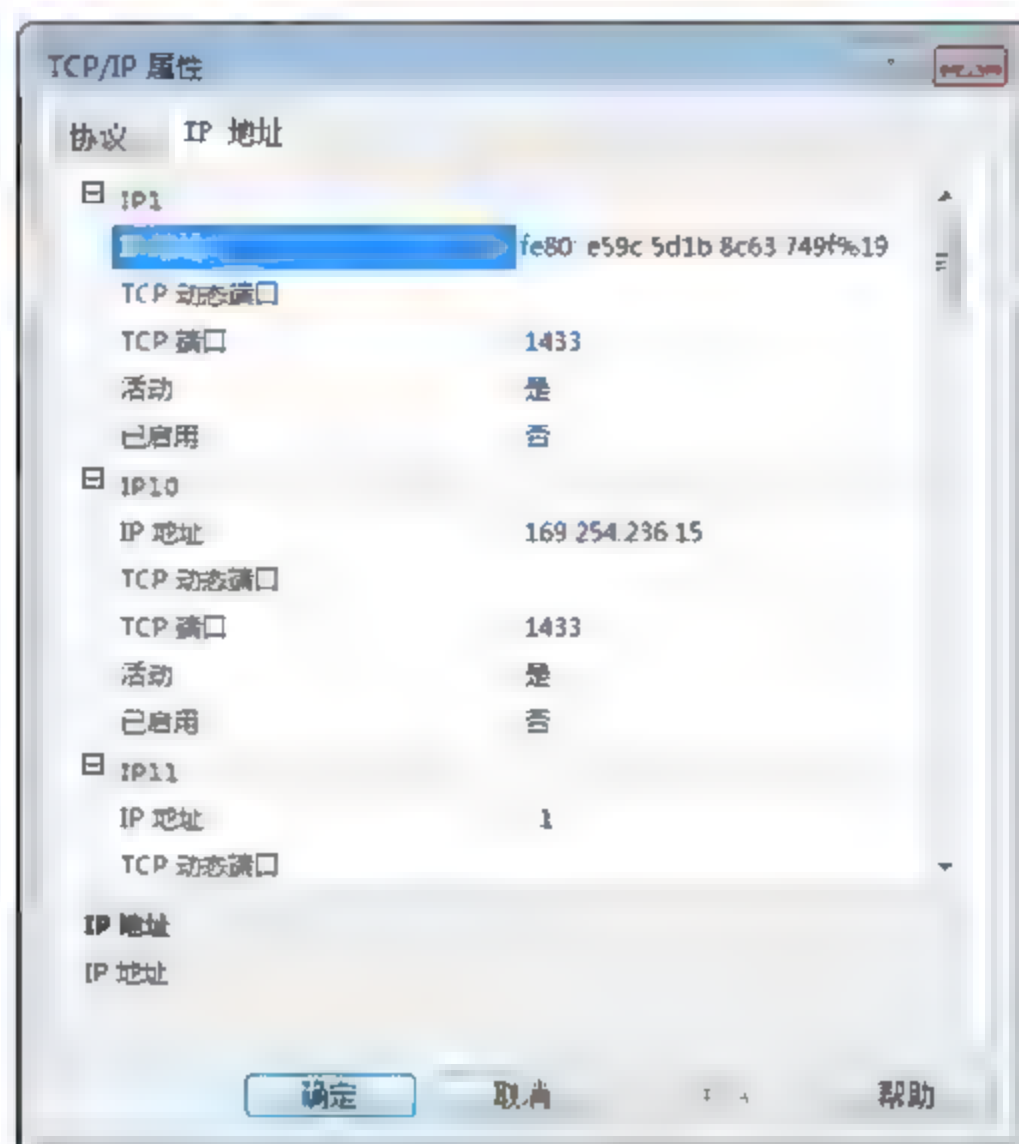 TCP/IP 属性
协议 IP 地址
IP1
fe80 e59c 5d1b 8c63 749f%19
TCP 动态端口
TCP 端口 1433
活动 是
已启用 否
IP10
IP 地址 169 254.236 15
TCP 动态端口
TCP 端口 1433
活动 是
已启用 否
IP11
IP 地址 1
TCP 动态端口
IP 地址
IP 地址
确定 取消 帮助